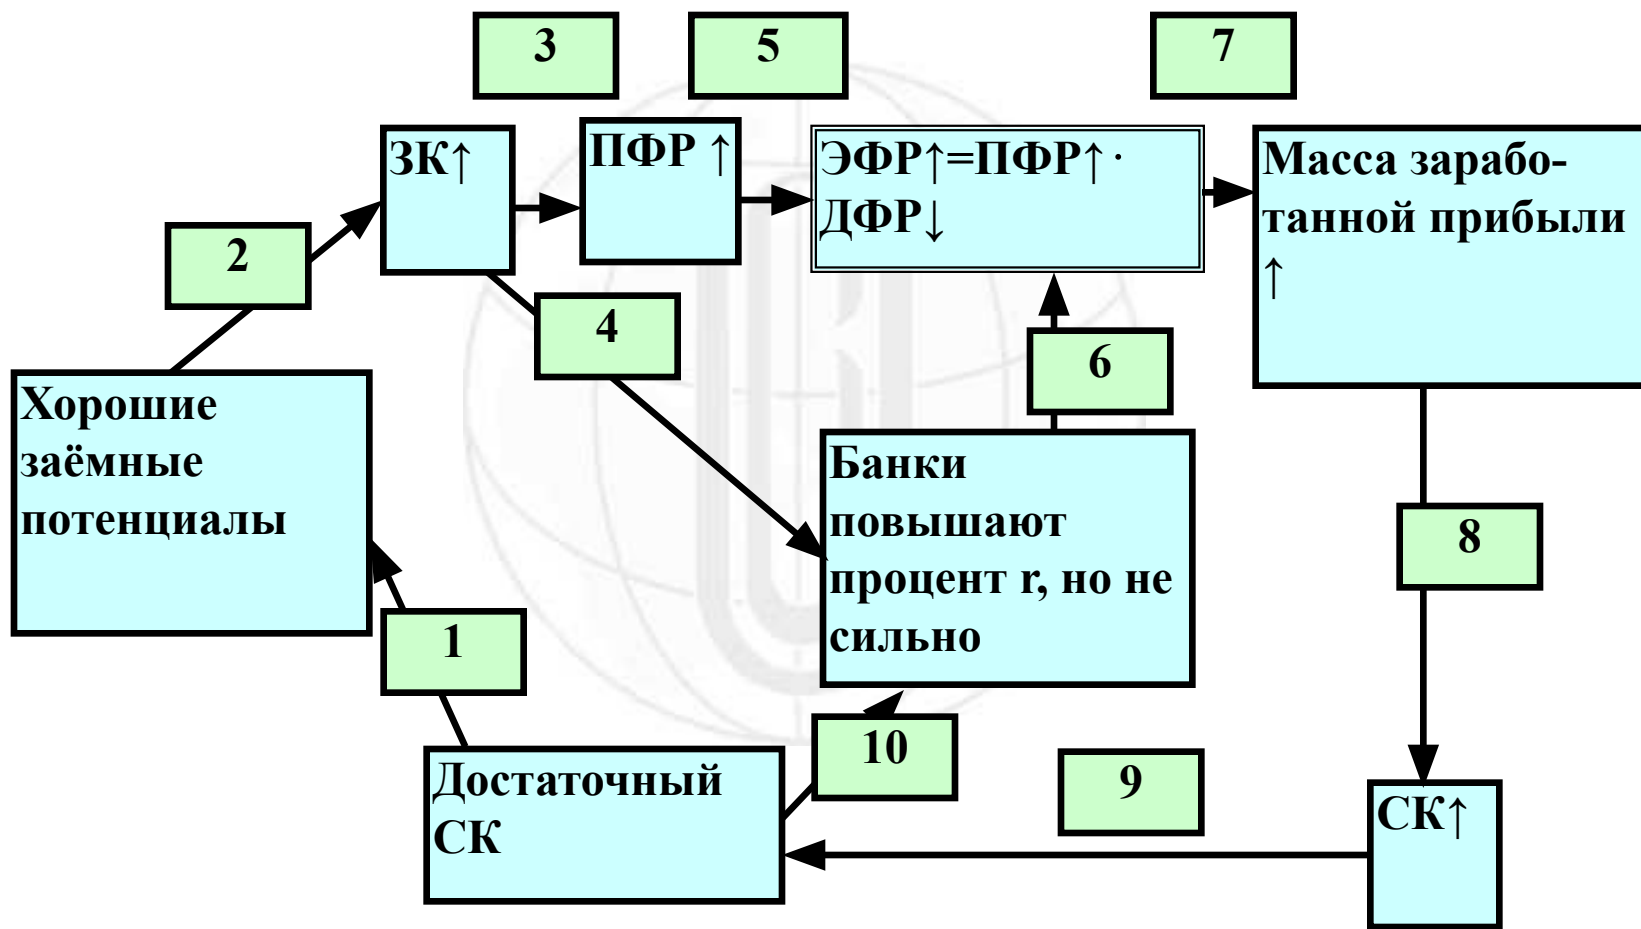 3
5
7
ЗК↑
ПФР ↑
ЭФР↑=ПФР↑ ·
ДФР↓
Масса зарабо-
танной прибыли
↑
2
4
6
Хорошие
заёмные
потенциалы
Банки
повышают
процент r, но не
сильно
8
1
10
9
Достаточный
СК
СК↑